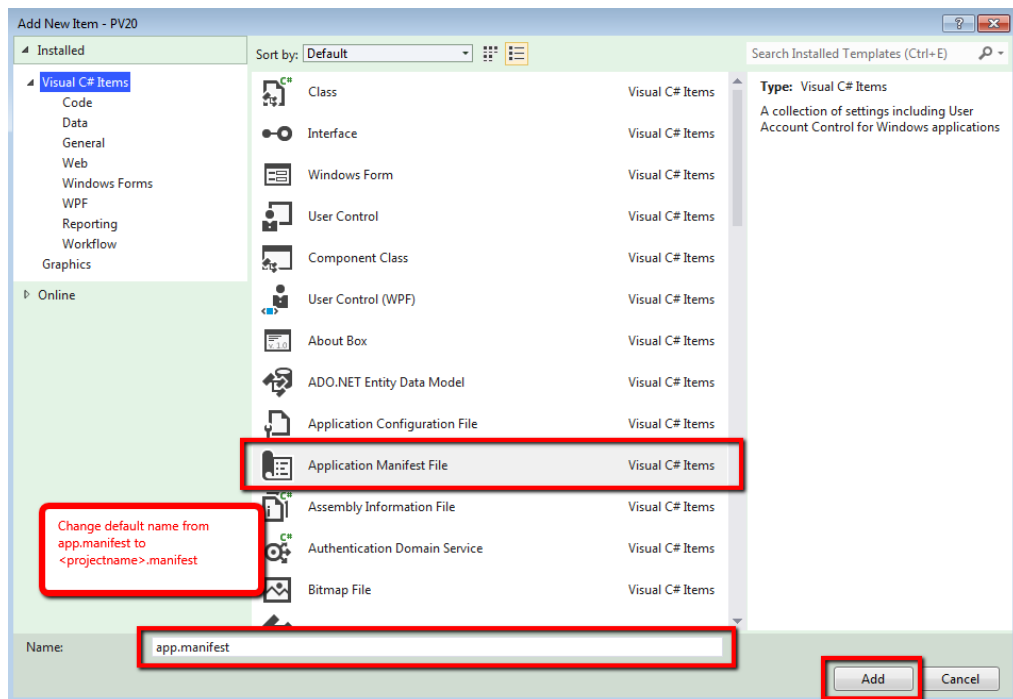 Add New Item - PV20
Installed
Sort by: Default
Search Installed Templates (Ctrl+E)
Visual C# Items
Code
Data
General
Web
Windows Forms
WPF
Reporting
Workflow
Graphics
Online
C#
Class Visual C# Items
Interface Visual C# Items
Windows Form Visual C# Items
User Control Visual C# Items
Component Class Visual C# Items
User Control (WPF) Visual C# Items
v. 1.0
About Box Visual C# Items
ADO.NET Entity Data Model Visual C# Items
Application Configuration File Visual C# Items
Application Manifest File Visual C# Items
C#
Assembly Information File Visual C# Items
C#
Authentication Domain Service Visual C# Items
Bitmap File Visual C# Items
Type: Visual C# Items
A collection of settings including User
Account Control for Windows applications
Change default name from
app.manifest to
<projectname>.manifest
Name: app.manifest
Add Cancel